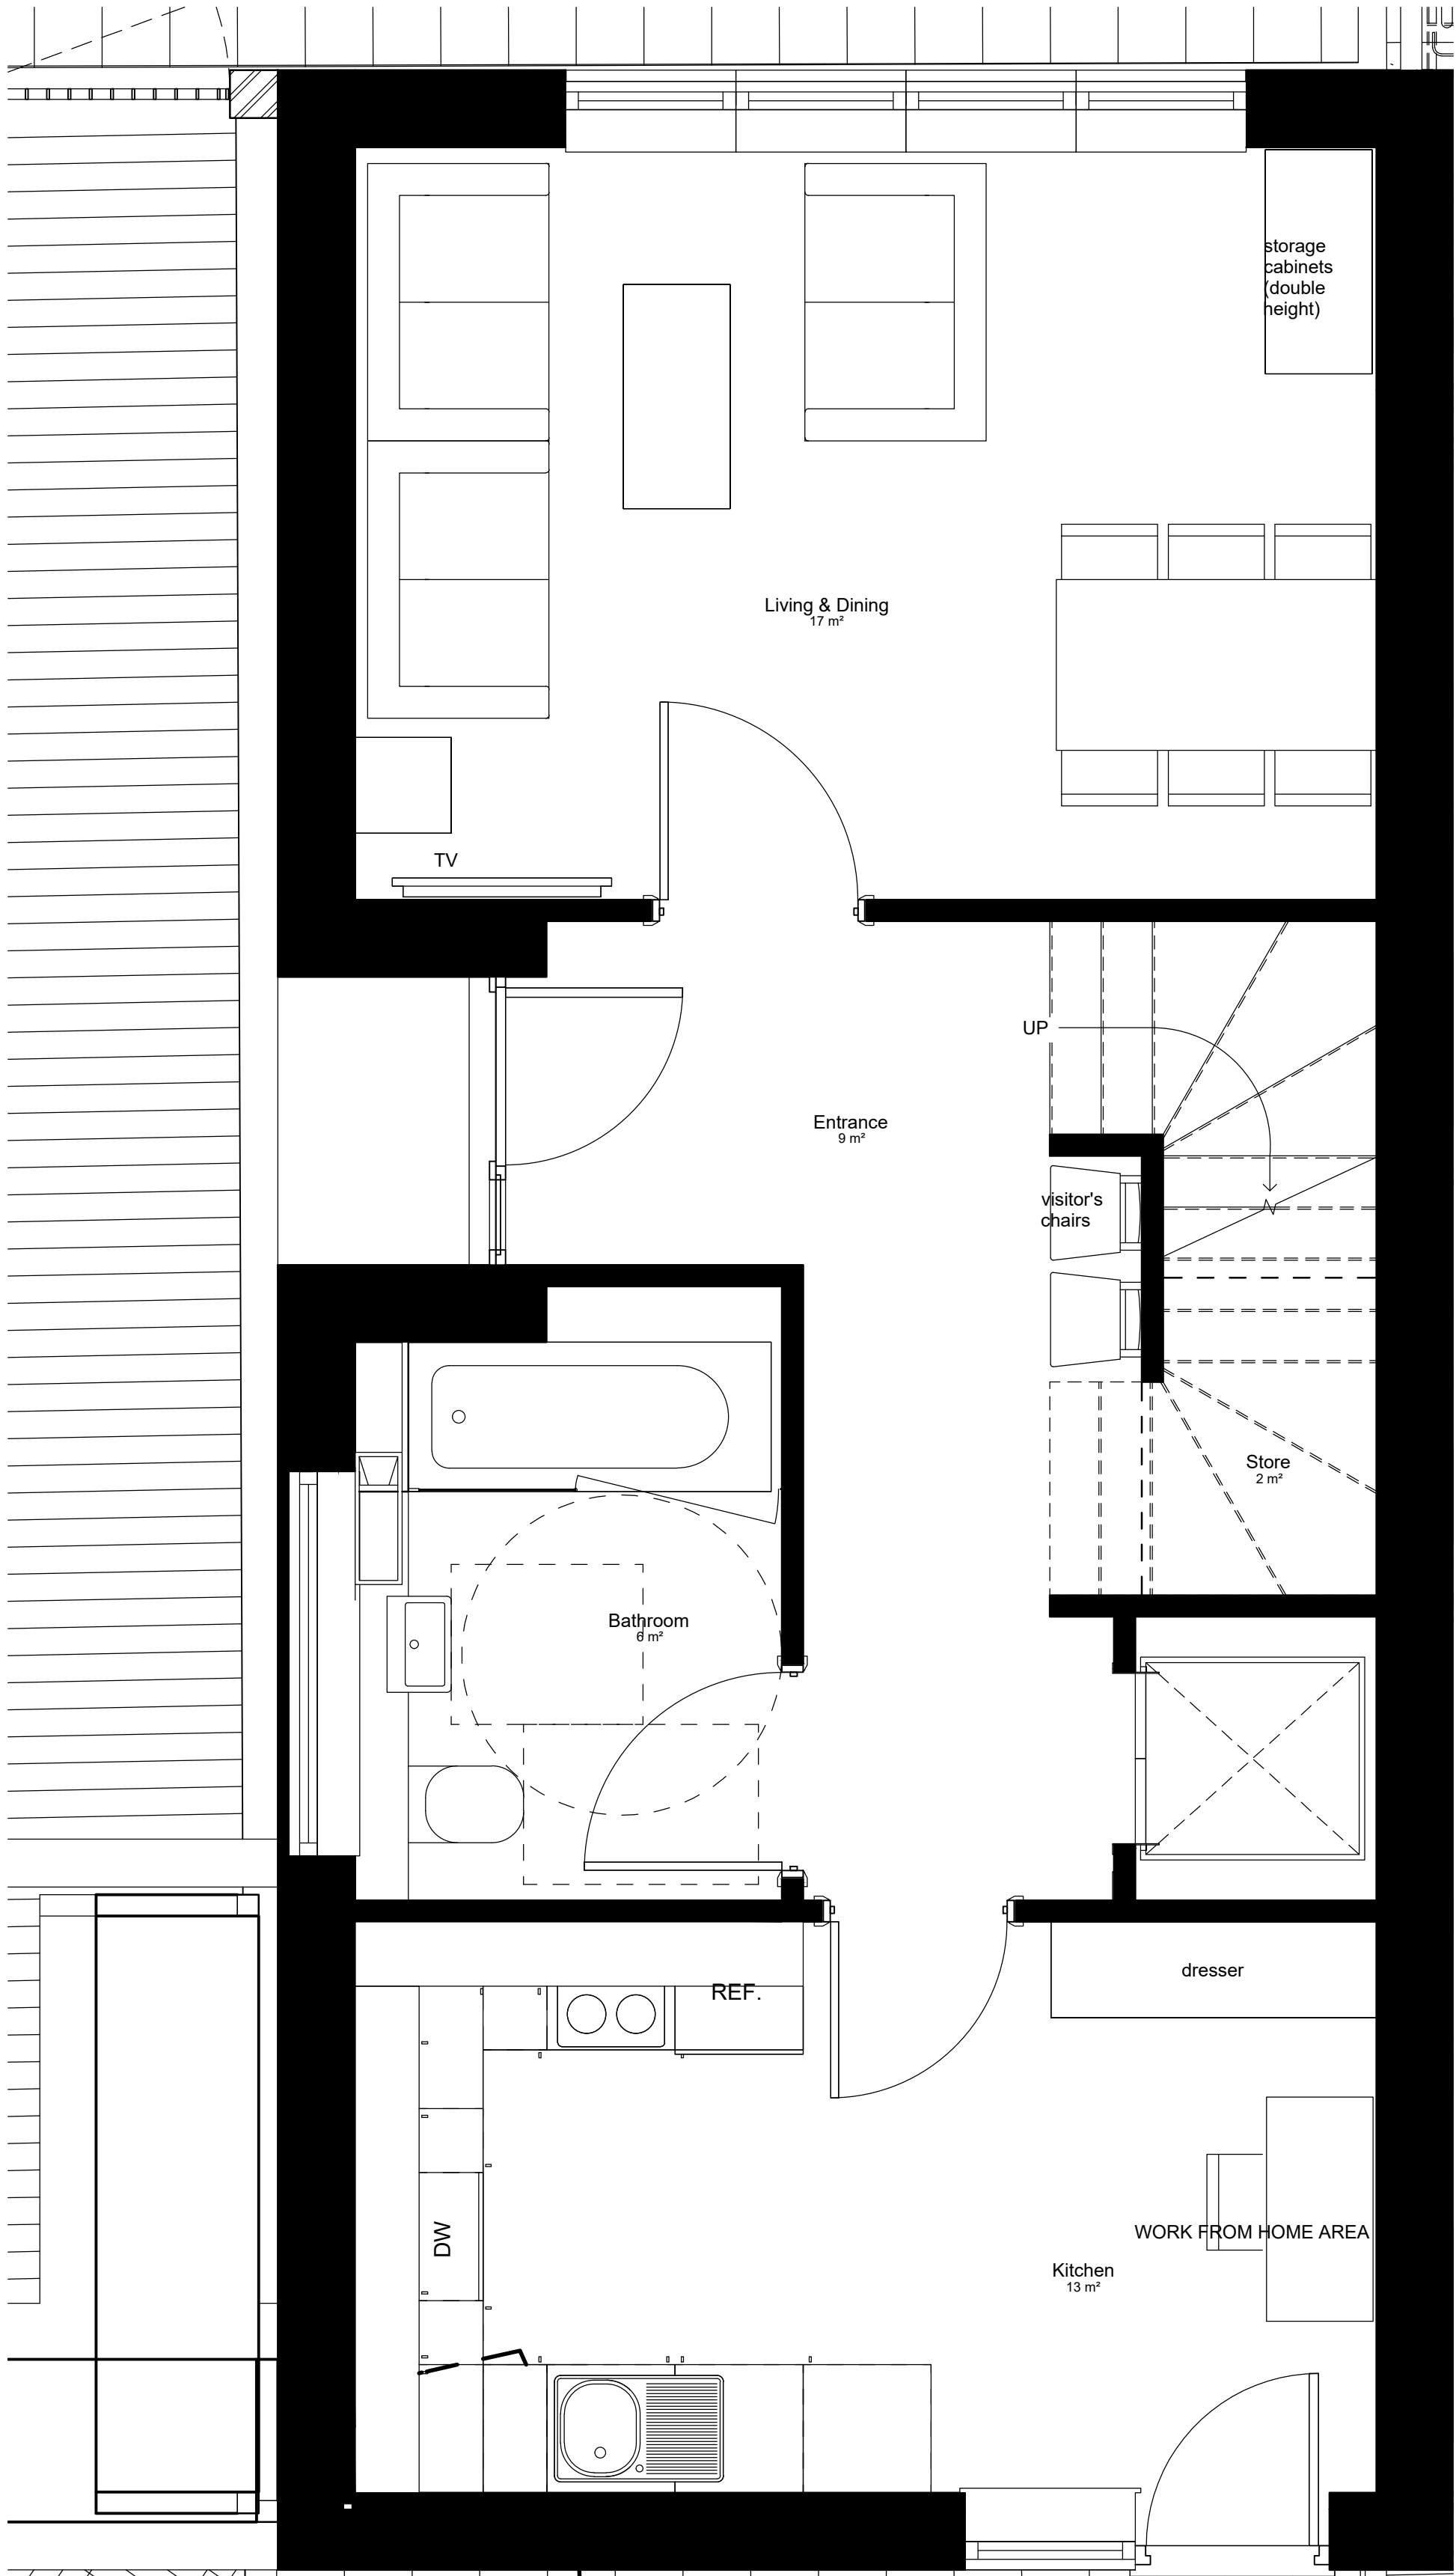 storage
cabinets
(double
height)
Living & Dining
17 m²
TV
UP
Entrance
9 m²
visitor's
chairs
Store
2 m²
Bathroom
6 m²
REF.
dresser
DW
WORK FROM HOME AREA
Kitchen
13 m²